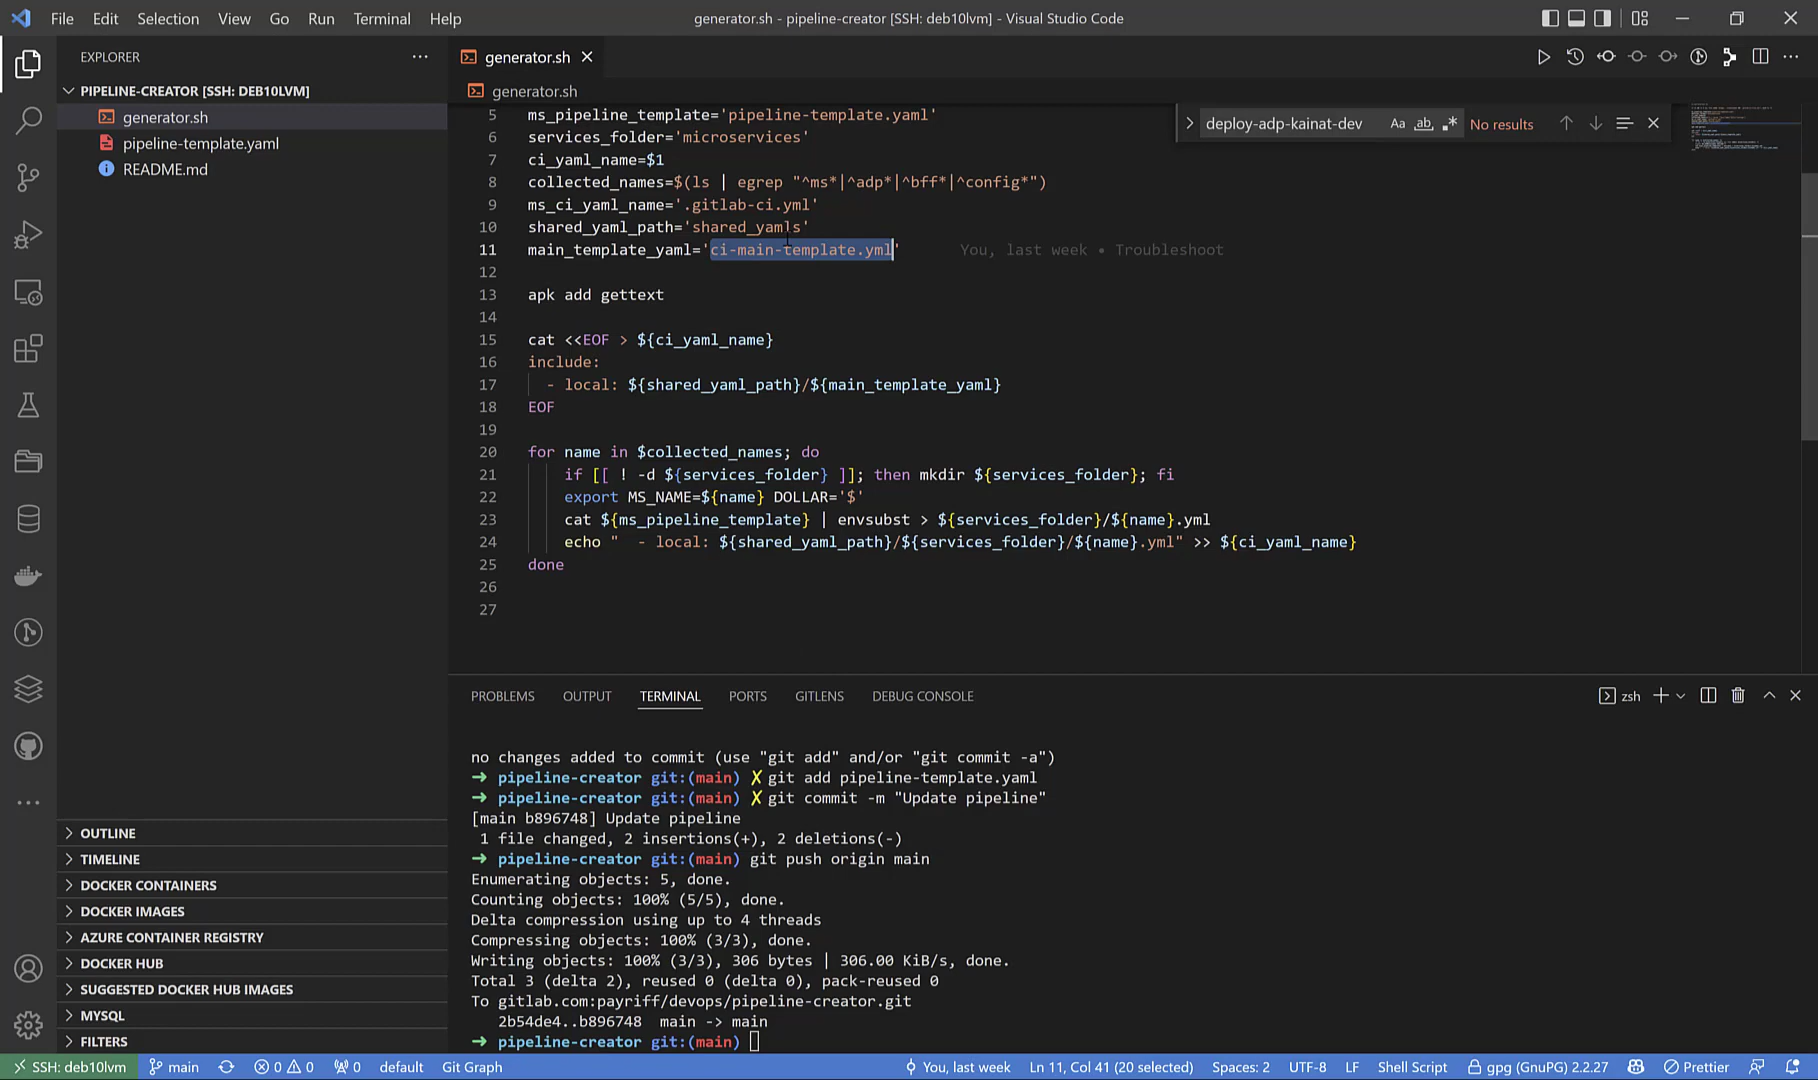 File Edit Selection View Go Run Terminal Help
generator.sh - pipeline-creator [SSH: deb10lvm] - Visual Studio Code
EXPLORER
PIPELINE-CREATOR [SSH: DEB10LVM]
generator.sh
pipeline-template.yaml
README.md
OUTLINE
TIMELINE
DOCKER CONTAINERS
DOCKER IMAGES
AZURE CONTAINER REGISTRY
DOCKER HUB
SUGGESTED DOCKER HUB IMAGES
MYSQL
FILTERS
generator.sh
generator.sh
deploy-adp-kainat-dev Aa ab No results
5 ms_pipeline_template='pipeline-template.yaml'
6 services_folder='microservices'
7 ci_yaml_name=$1
8 collected_names=$(ls | egrep "^ms*|^adp*|^bff*|^config*")
9 ms_ci_yaml_name='.gitlab-ci.yml'
10 shared_yaml_path='shared_yamls'
11 main_template_yaml='ci-main-template.yml' You, last week • Troubleshoot
12
13 apk add gettext
14
15 cat <<EOF > ${ci_yaml_name}
16 include:
17 - local: ${shared_yaml_path}/${main_template_yaml}
18 EOF
19
20 for name in $collected_names; do
21 if [[ ! -d ${services_folder} ]]; then mkdir ${services_folder}; fi
22 export MS_NAME=${name} DOLLAR='$'
23 cat ${ms_pipeline_template} | envsubst > ${services_folder}/${name}.yml
24 echo "  - local: ${shared_yaml_path}/${services_folder}/${name}.yml" >> ${ci_yaml_name}
25 done
26
27
PROBLEMS OUTPUT TERMINAL PORTS GITLENS DEBUG CONSOLE
zsh
no changes added to commit (use "git add" and/or "git commit -a")
➜ pipeline-creator git:(main) ✗ git add pipeline-template.yaml
➜ pipeline-creator git:(main) ✗ git commit -m "Update pipeline"
[main b896748] Update pipeline
1 file changed, 2 insertions(+), 2 deletions(-)
➜ pipeline-creator git:(main) git push origin main
Enumerating objects: 5, done.
Counting objects: 100% (5/5), done.
Delta compression using up to 4 threads
Compressing objects: 100% (3/3), done.
Writing objects: 100% (3/3), 306 bytes | 306.00 KiB/s, done.
Total 3 (delta 2), reused 0 (delta 0), pack-reused 0
To gitlab.com:payriff/devops/pipeline-creator.git
2b54de4..b896748 main -> main
➜ pipeline-creator git:(main)
SSH: deb10lvm main 0 0 0 default Git Graph You, last week Ln 11, Col 41 (20 selected) Spaces: 2 UTF-8 LF Shell Script gpg (GnuPG) 2.2.27 Prettier